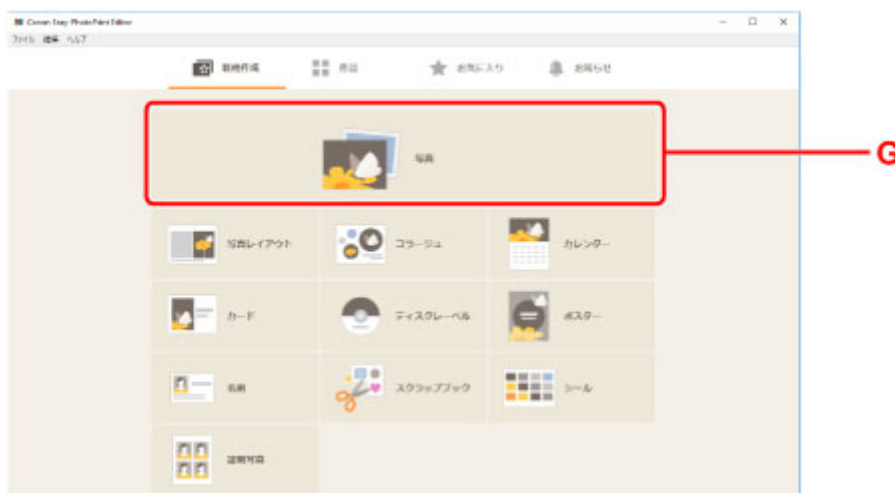 Canon Easy-PhotoPrint Editor
ファイル 編集 ヘルプ
新規作成 作品 お気に入り お知らせ
写真
G
写真レイアウト コラージュ カレンダー
カード ディスクレーベル ポスター
名刺 スクラップブック シール
証明写真